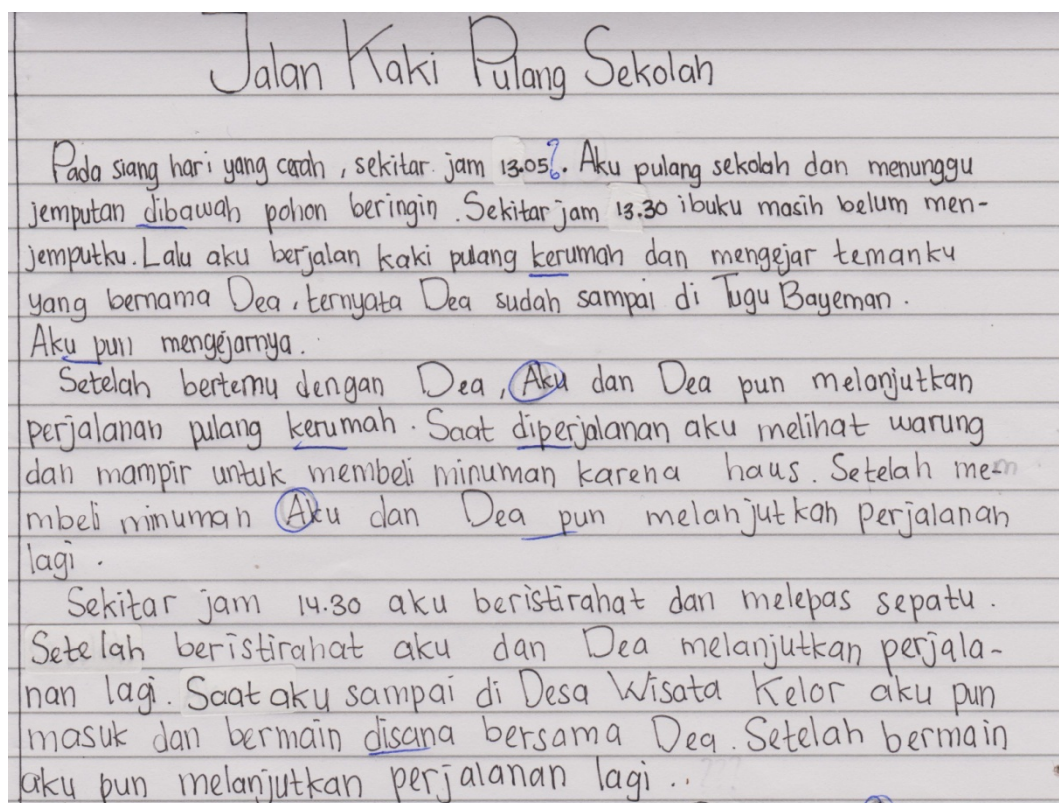 Jalan Kaki Pulang Sekolah
Pada siang hari yang cerah, sekitar jam 13.05. Aku pulang sekolah dan menunggu
jemputan dibawah pohon beringin. Sekitar jam 13.30 ibuku masih belum men-
jemputku. Lalu aku berjalan kaki pulang kerumah dan mengejar temanku
yang bernama Dea, ternyata Dea sudah sampai di Tugu Bayeman.
Aku pun mengejarnya.
Setelah bertemu dengan Dea, Aku dan Dea pun melanjutkan
perjalanan pulang kerumah. Saat diperjalanan aku melihat warung
dan mampir untuk membeli minuman karena haus. Setelah me-
mbeli minuman Aku dan Dea pun melanjutkan perjalanan
lagi.
Sekitar jam 14.30 aku beristirahat dan melepas sepatu.
Setelah beristirahat aku dan Dea melanjutkan perjala-
nan lagi. Saat aku sampai di Desa Wisata Kelor aku pun
masuk dan bermain disana bersama Dea. Setelah bermain
aku pun melanjutkan perjalanan lagi..